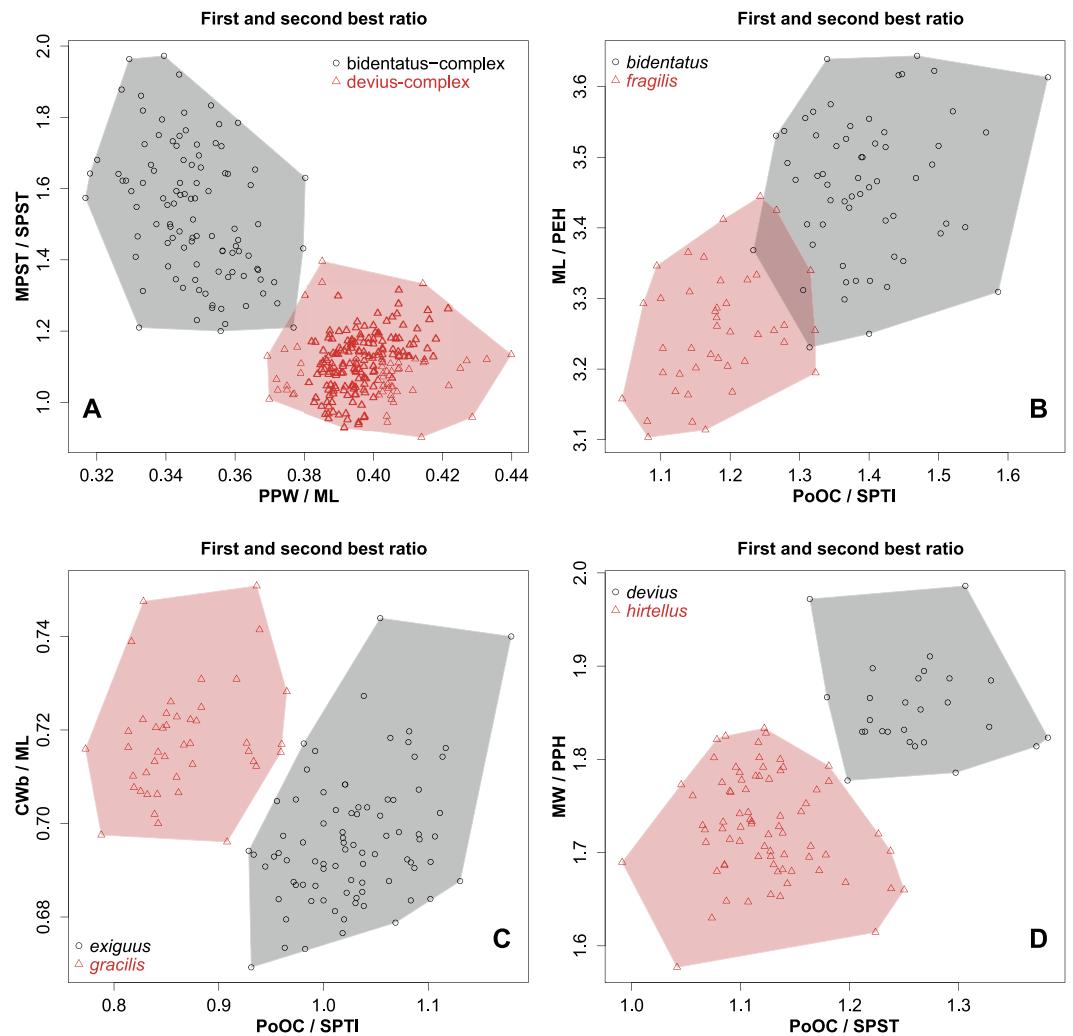 First and second best ratio
bidentatus−complex
devius-complex
MPST / SPST
2.0
1.8
1.6
1.4
1.2
1.0
A
0.32 0.34 0.36 0.38 0.40 0.42 0.44
PPW / ML
First and second best ratio
bidentatus
fragilis
ML / PEH
3.6
3.5
3.4
3.3
3.2
3.1
B
1.1 1.2 1.3 1.4 1.5 1.6
PoOC / SPTl
First and second best ratio
CWb / ML
0.74
0.72
0.70
0.68
exiguus
gracilis
C
0.8 0.9 1.0 1.1
PoOC / SPTl
First and second best ratio
devius
hirtellus
MW / PPH
2.0
1.9
1.8
1.7
1.6
D
1.0 1.1 1.2 1.3
PoOC / SPST